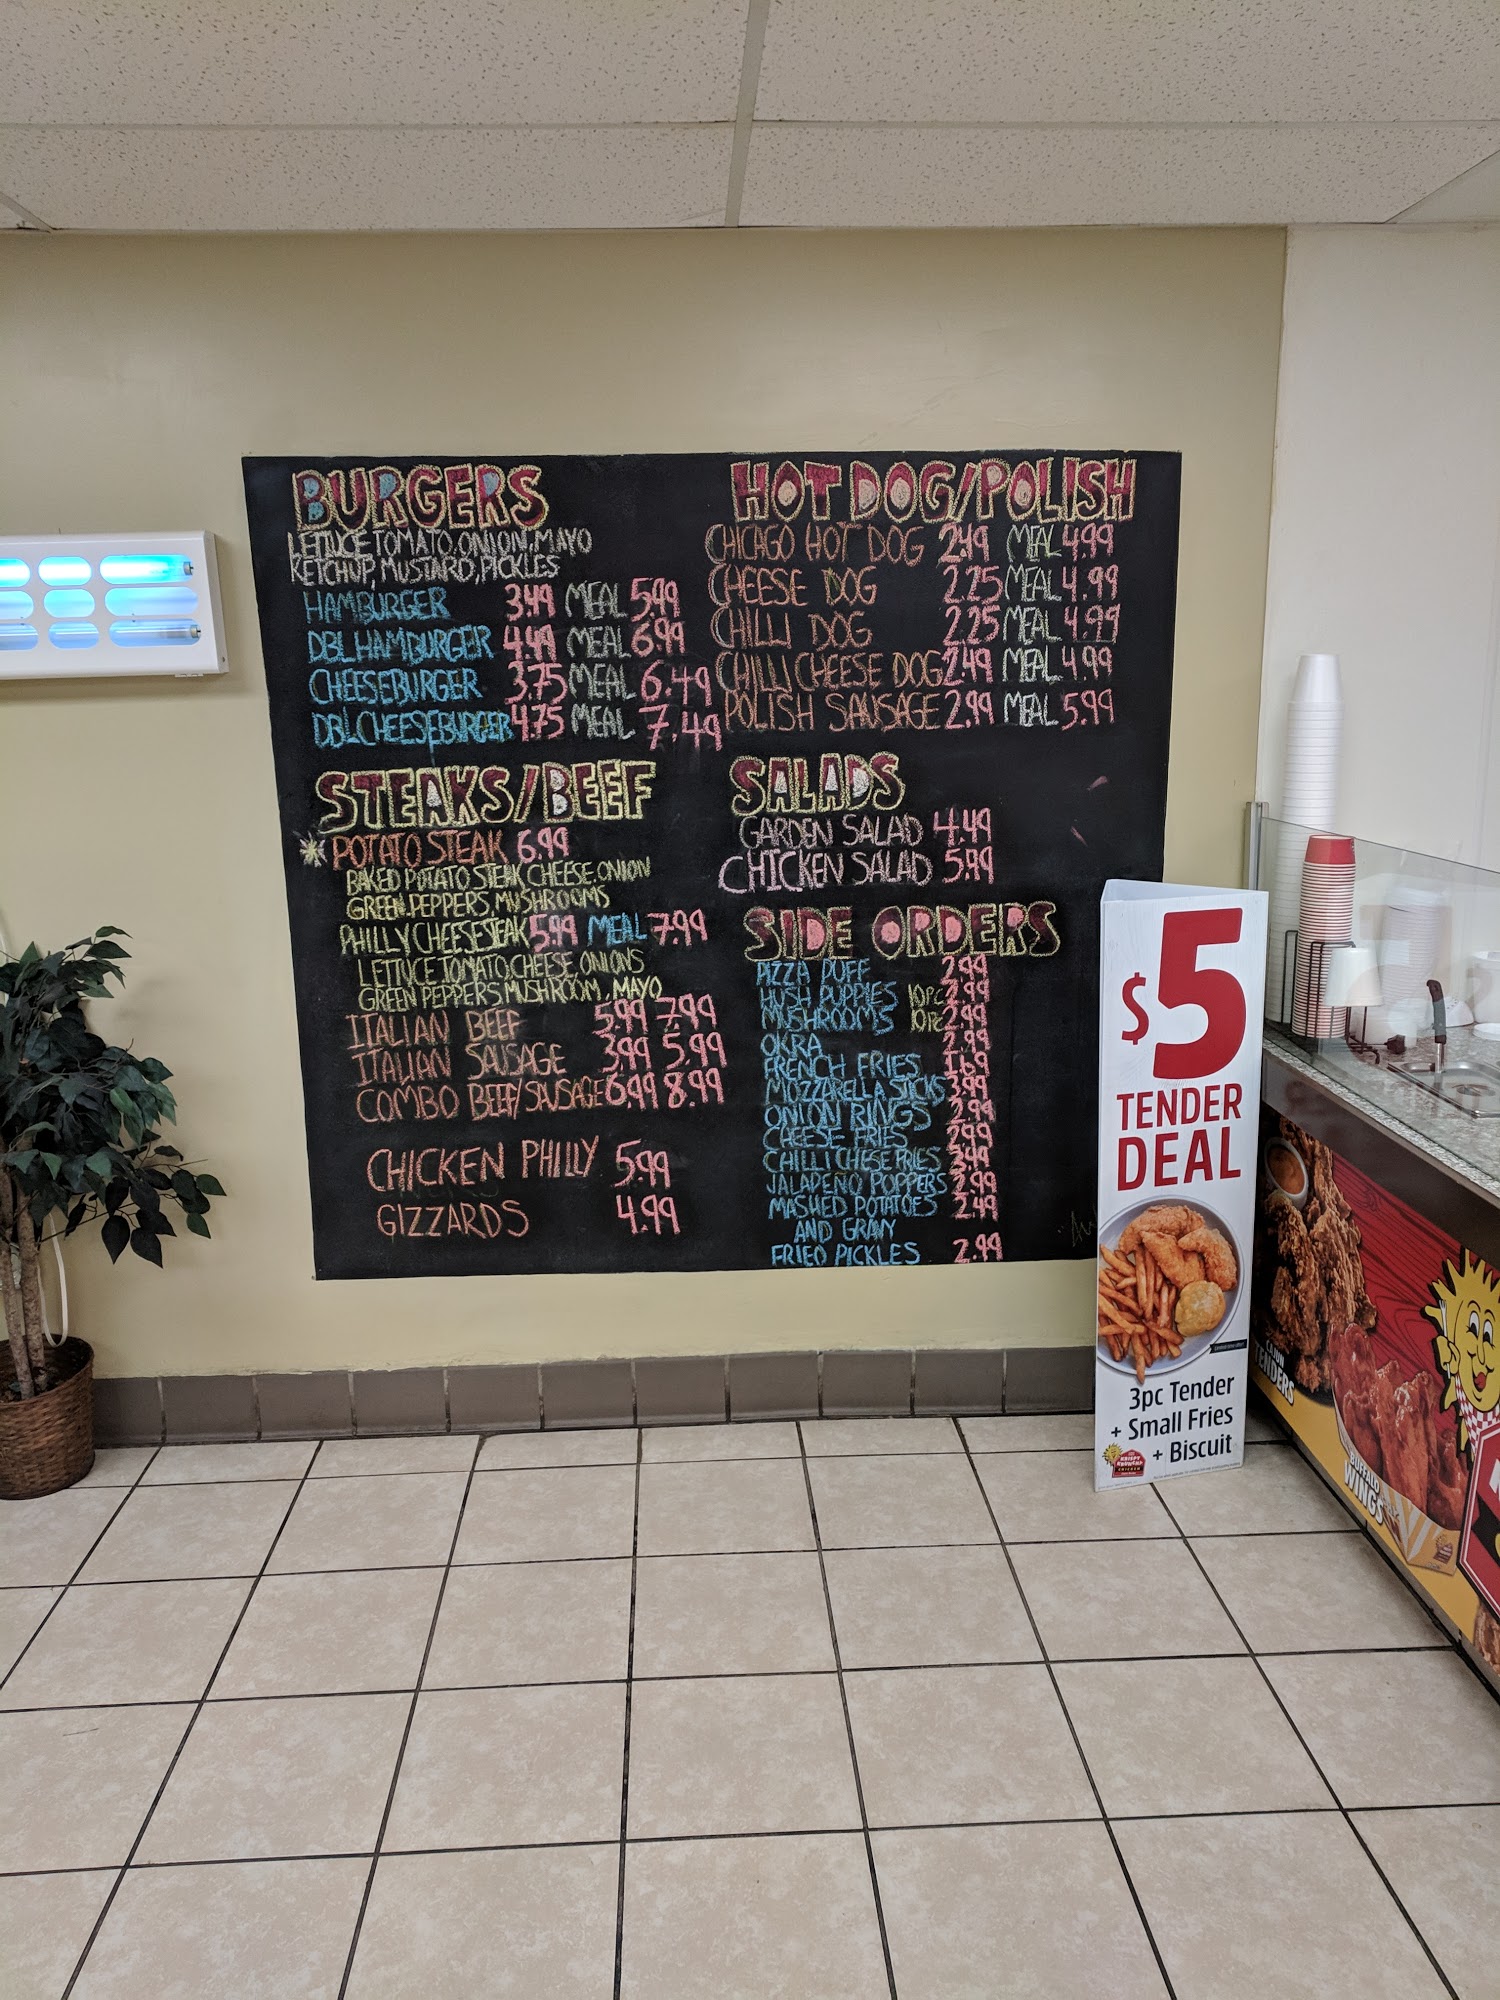 BURGERS
LETTUCE, TOMATO, ONION, MAYO
KETCHUP, MUSTARD, PICKLES
HAMBURGER 3.49 MEAL 5.49
DBL HAMBURGER 4.49 MEAL 6.99
CHEESEBURGER 3.75 MEAL 6.49
DBL CHEESEBURGER 4.75 MEAL 7.49
STEAKS/BEEF
POTATO STEAK 6.99
BAKED POTATO STEAK CHEESE, ONION
GREEN PEPPERS, MUSHROOMS
PHILLY CHEESESTEAK 5.99 MEAL 7.99
LETTUCE, TOMATO, CHEESE, ONIONS
GREEN PEPPERS, MUSHROOM, MAYO
ITALIAN BEEF 5.99 7.99
ITALIAN SAUSAGE 3.99 5.99
COMBO BEEF/SAUSAGE 6.99 8.99
CHICKEN PHILLY 5.99
GIZZARDS 4.99
HOT DOG/POLISH
CHICAGO HOT DOG 2.49 MEAL 4.99
CHEESE DOG 2.25 MEAL 4.99
CHILLI DOG 2.25 MEAL 4.99
CHILLI CHEESE DOG 2.49 MEAL 4.99
POLISH SAUSAGE 2.99 MEAL 5.99
SALADS
GARDEN SALAD 4.49
CHICKEN SALAD 5.99
SIDE ORDERS
PIZZA PUFF 2.99
HUSH PUPPIES 10PC 2.99
MUSHROOMS 10PC 2.99
OKRA 2.99
FRENCH FRIES 1.69
MOZZARELLA STICKS 3.99
ONION RINGS 2.99
CHEESE FRIES 2.99
CHILLI CHESE FRIES 3.49
JALAPENO POPPERS 2.99
MASHED POTATOES 2.49
AND GRAVY
FRIED PICKLES 2.99
$5
TENDER
DEAL
3pc Tender
+ Small Fries
+ Biscuit
KRISPY
KRUNCHY
CHICKEN
CAJUN
TENDERS
BUFFALO
WINGS